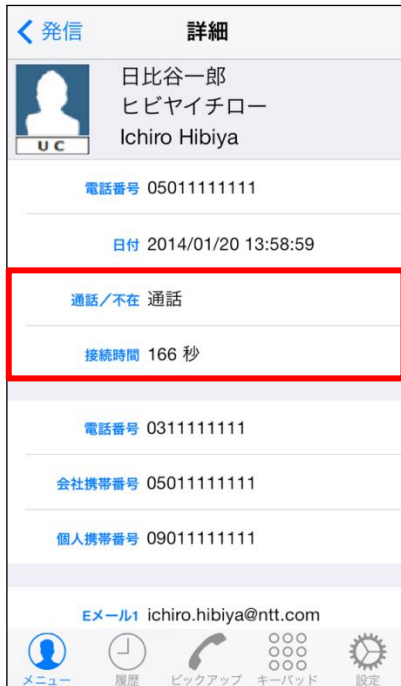 発信
詳細
日比谷一郎
ヒビヤイチロー
Ichiro Hibiya
UC
電話番号 05011111111
日付 2014/01/20 13:58:59
通話／不在 通話
接続時間 166 秒
電話番号 0311111111
会社携帯番号 05011111111
個人携帯番号 09011111111
Eメール1 ichiro.hibiya@ntt.com
メニュー 履歴 ピックアップ キーパッド 設定